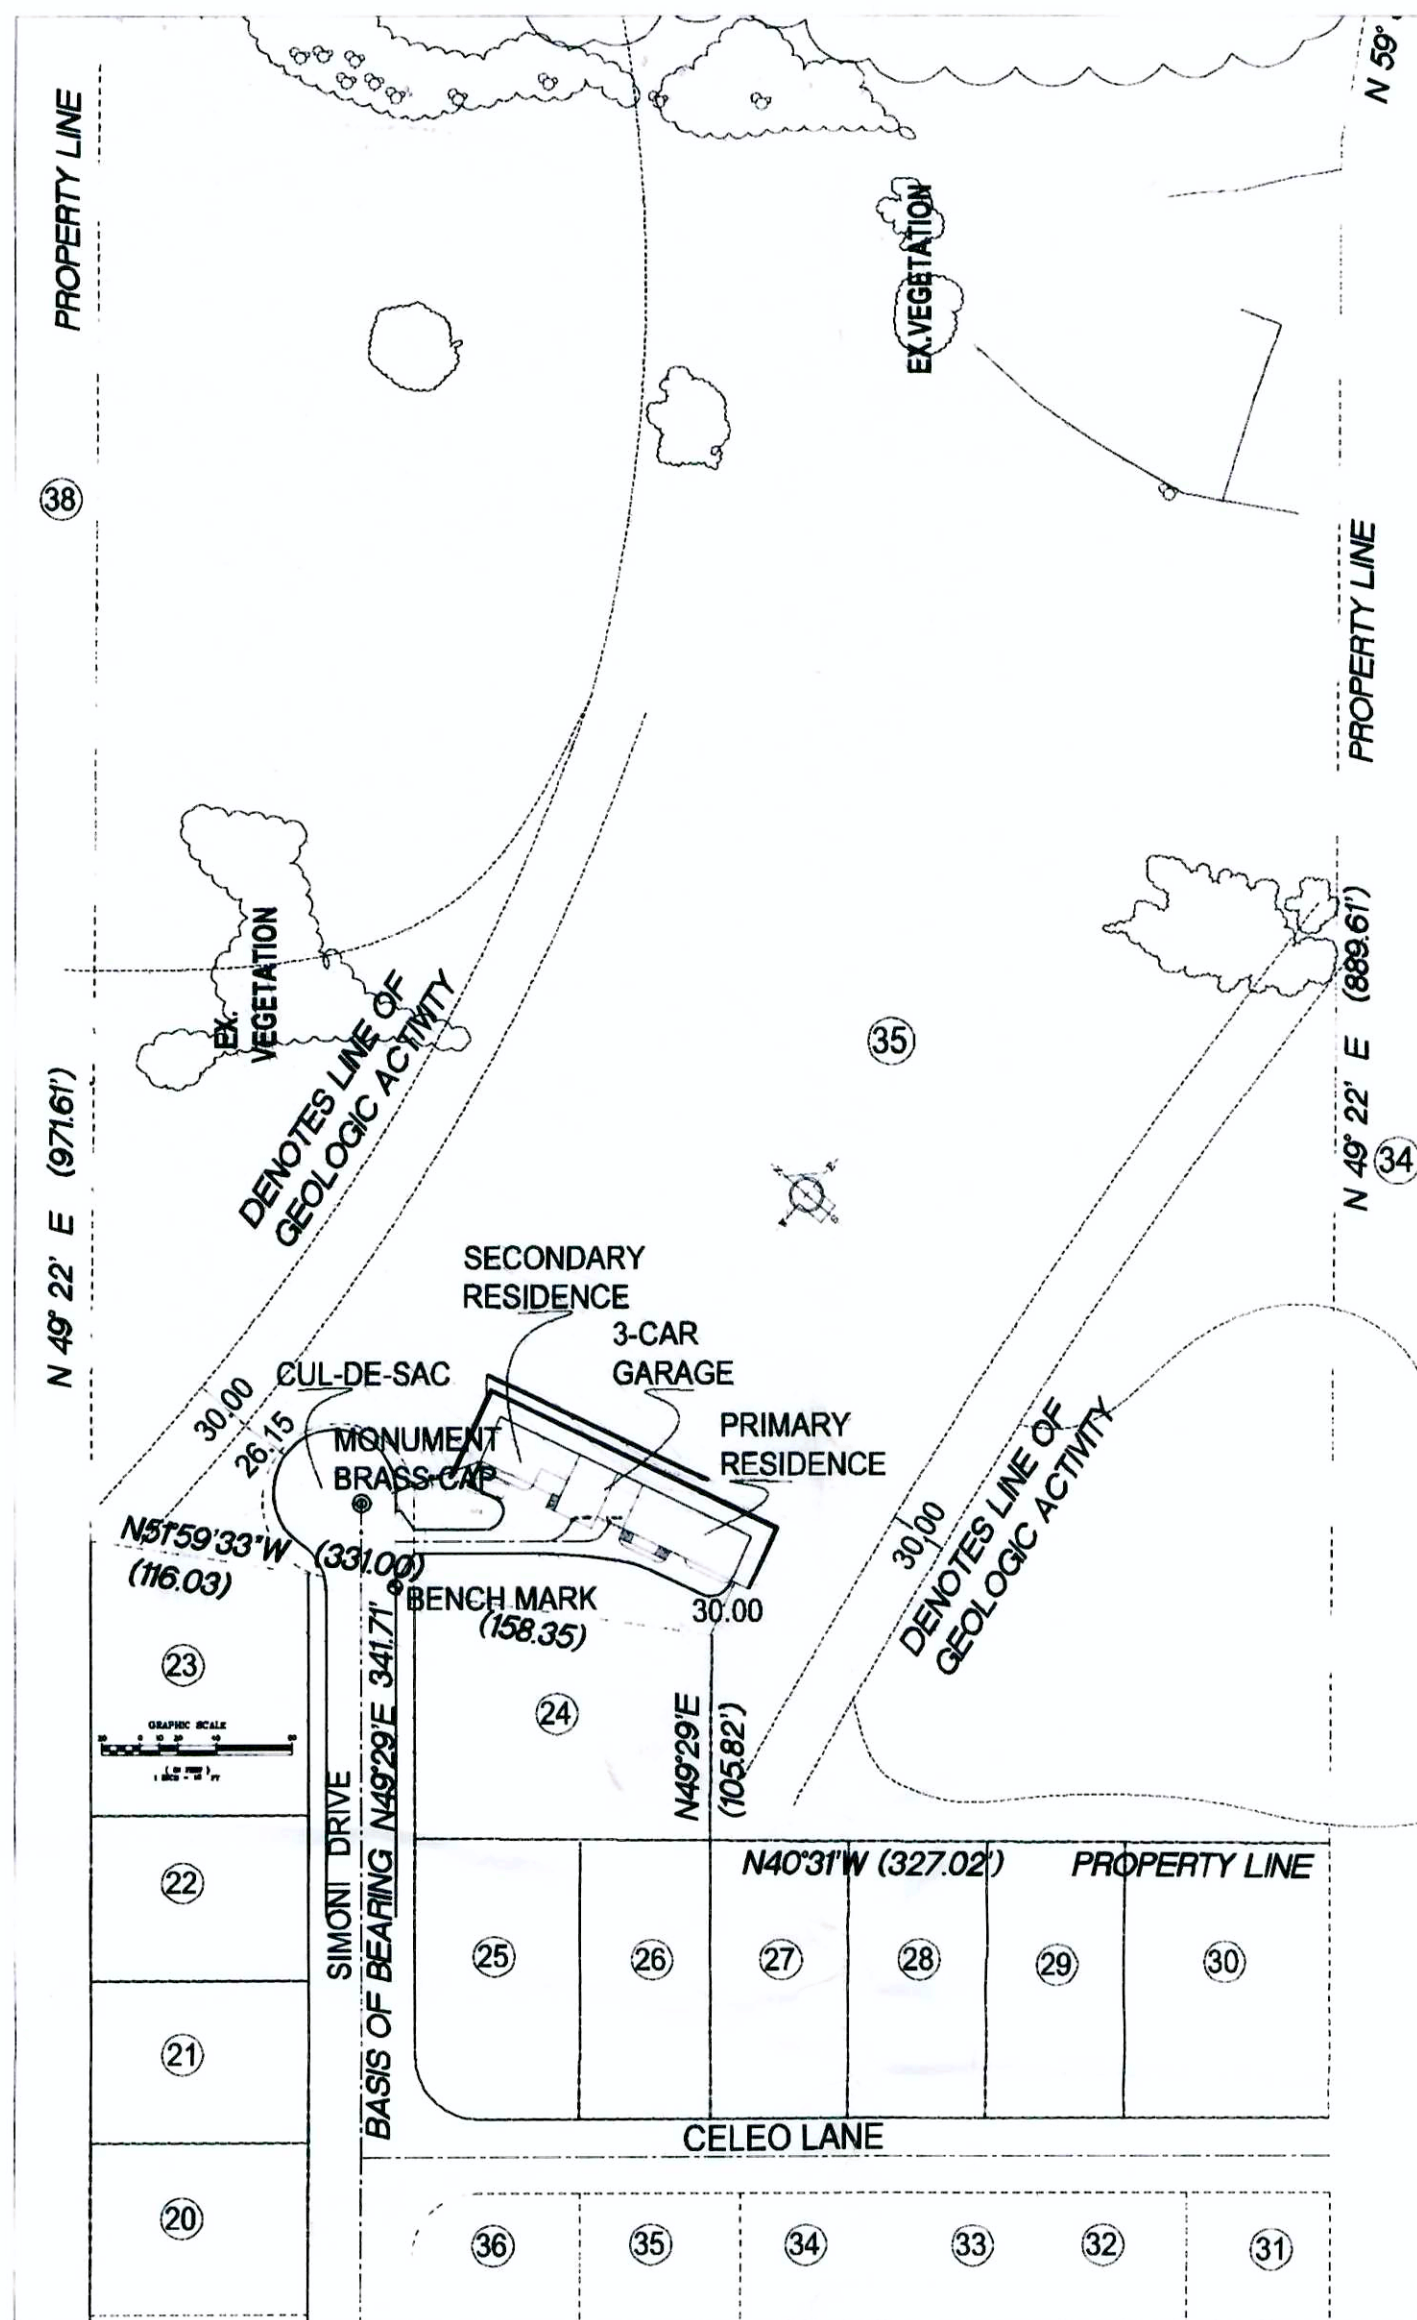 N 59°
PROPERTY LINE
EX.VEGETATION
38
PROPERTY LINE
EX.
VEGETATION
DENOTES LINE OF
GEOLOGIC ACTIVITY
35
N 49° 22' E (889.61')
34
N 49° 22' E (971.61')
SECONDARY
RESIDENCE
3-CAR
GARAGE
CUL-DE-SAC
PRIMARY
RESIDENCE
30.00
26.15
MONUMENT
BRASS CAP
30.00
DENOTES LINE OF
GEOLOGIC ACTIVITY
N51°59'33"W
(116.03)
(331.00)
BENCH MARK
(158.35)
30.00
23
24
GRAPHIC SCALE
SIMONI DRIVE
BASIS OF BEARING N49°29'E 341.71'
N49°29'E
(105.82')
N40°31'W (327.02')
PROPERTY LINE
22
25
26
27
28
29
30
21
CELEO LANE
20
36
35
34
33
32
31